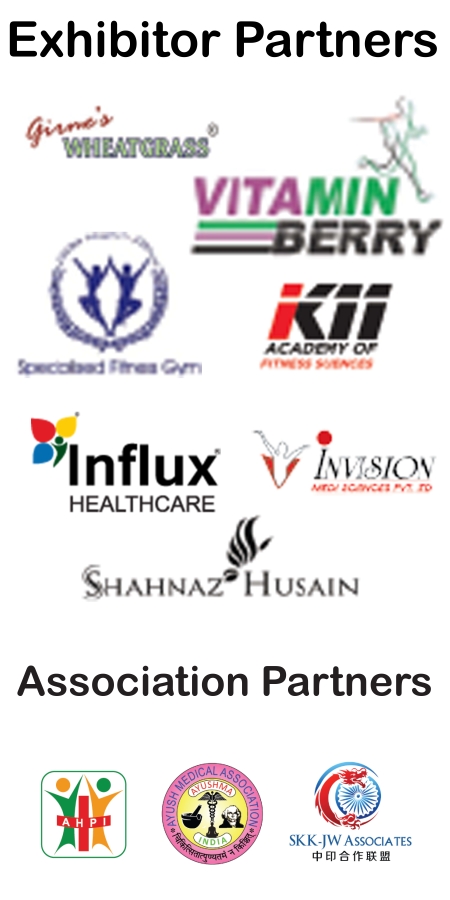 Exhibitor Partners
Girme's
WHEATGRASS®
VITAMIN
BERRY
Specialised Fitness Gym
K11
ACADEMY OF
FITNESS SCIENCES
Influx
HEALTHCARE
INVISION
MEDI SCIENCES PVT. LTD
SHAHNAZ HUSAIN
Association Partners
AHPI
AYUSH MEDICAL ASSOCIATION
AYUSHMA
INDIA
चिकित्सितात्पुण्यतमं न किञ्चित्
SKK-JW ASSOCIATES
中印合作联盟